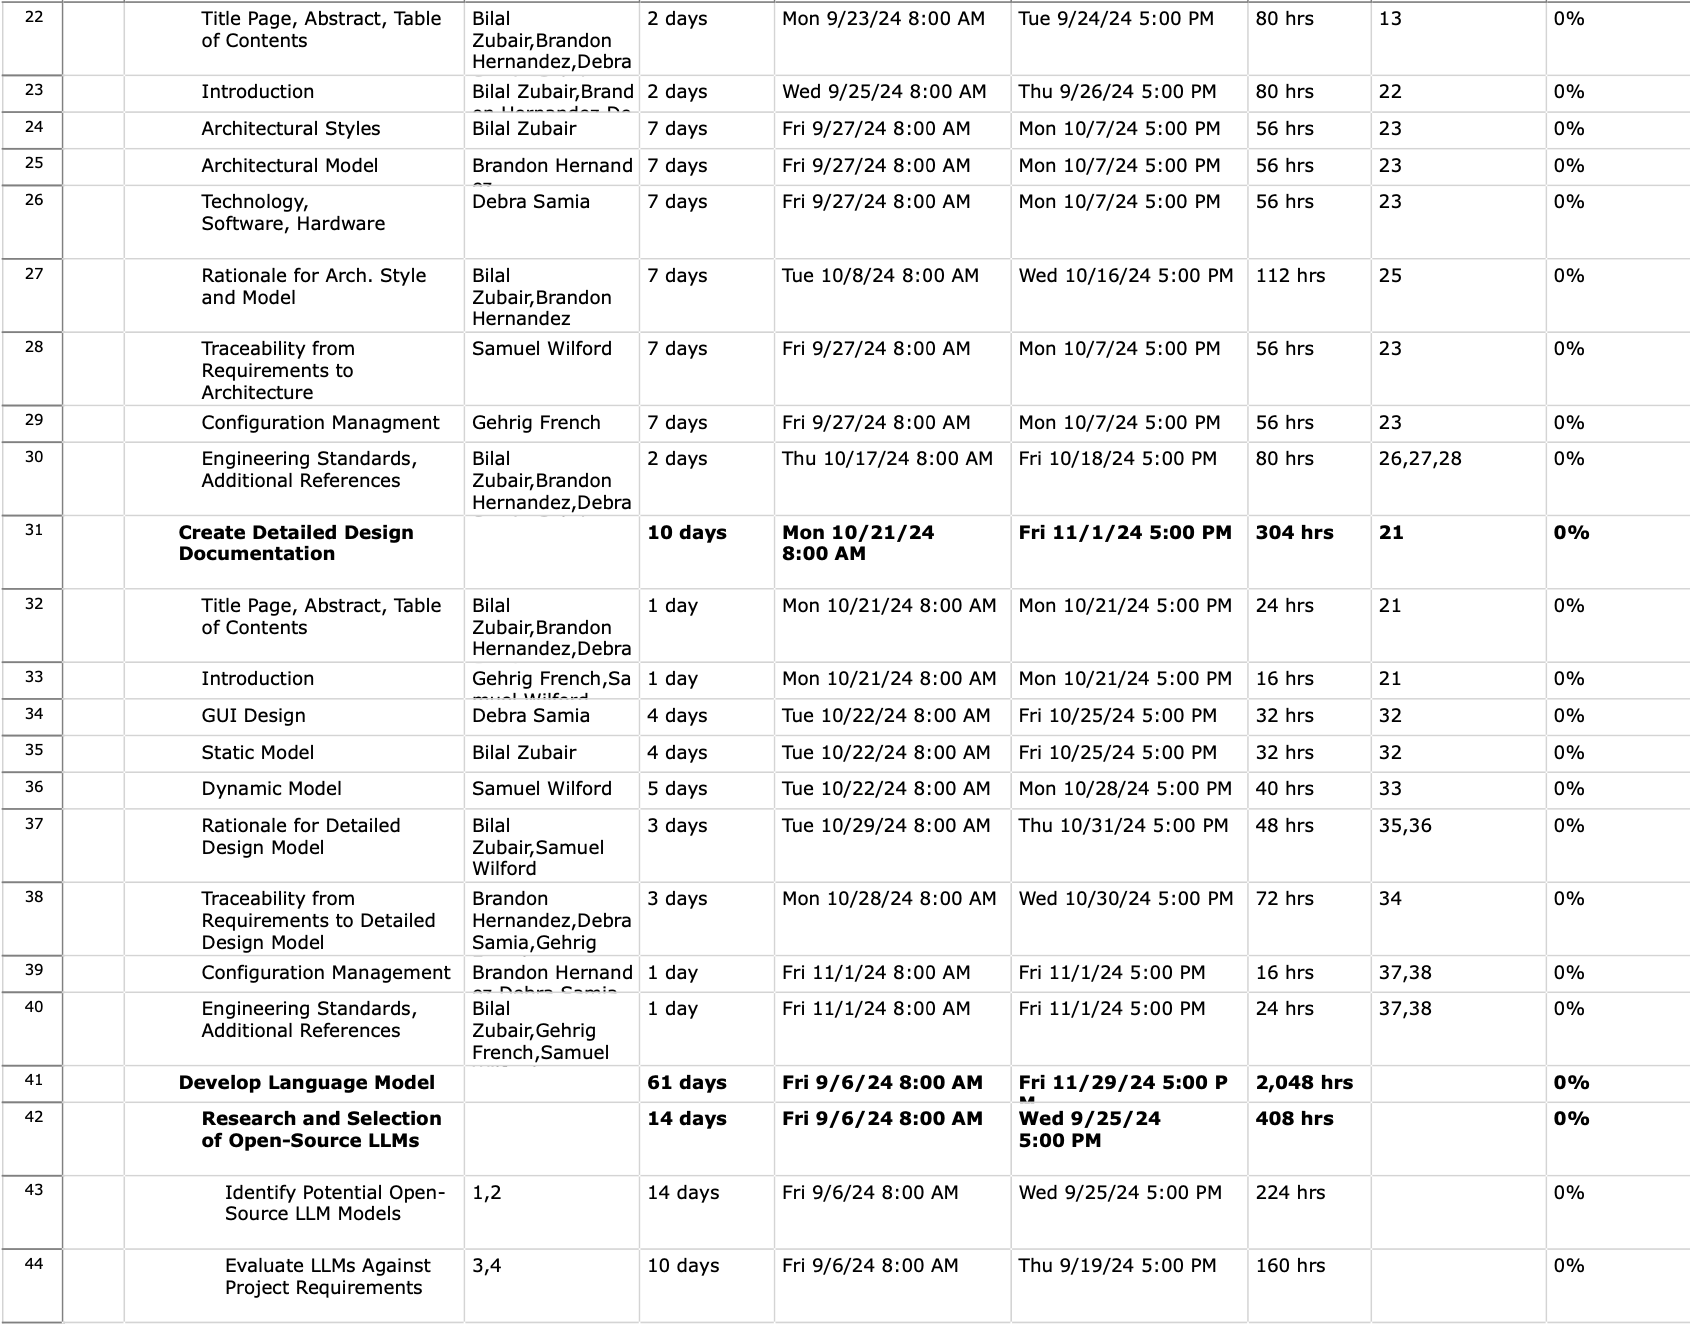 22 Title Page, Abstract, Table of Contents Bilal Zubair,Brandon Hernandez,Debra 2 days Mon 9/23/24 8:00 AM Tue 9/24/24 5:00 PM 80 hrs 13 0%
23 Introduction Bilal Zubair,Brand 2 days Wed 9/25/24 8:00 AM Thu 9/26/24 5:00 PM 80 hrs 22 0%
24 Architectural Styles Bilal Zubair 7 days Fri 9/27/24 8:00 AM Mon 10/7/24 5:00 PM 56 hrs 23 0%
25 Architectural Model Brandon Hernand 7 days Fri 9/27/24 8:00 AM Mon 10/7/24 5:00 PM 56 hrs 23 0%
26 Technology, Software, Hardware Debra Samia 7 days Fri 9/27/24 8:00 AM Mon 10/7/24 5:00 PM 56 hrs 23 0%
27 Rationale for Arch. Style and Model Bilal Zubair,Brandon Hernandez 7 days Tue 10/8/24 8:00 AM Wed 10/16/24 5:00 PM 112 hrs 25 0%
28 Traceability from Requirements to Architecture Samuel Wilford 7 days Fri 9/27/24 8:00 AM Mon 10/7/24 5:00 PM 56 hrs 23 0%
29 Configuration Managment Gehrig French 7 days Fri 9/27/24 8:00 AM Mon 10/7/24 5:00 PM 56 hrs 23 0%
30 Engineering Standards, Additional References Bilal Zubair,Brandon Hernandez,Debra 2 days Thu 10/17/24 8:00 AM Fri 10/18/24 5:00 PM 80 hrs 26,27,28 0%
31 Create Detailed Design Documentation 10 days Mon 10/21/24 8:00 AM Fri 11/1/24 5:00 PM 304 hrs 21 0%
32 Title Page, Abstract, Table of Contents Bilal Zubair,Brandon Hernandez,Debra 1 day Mon 10/21/24 8:00 AM Mon 10/21/24 5:00 PM 24 hrs 21 0%
33 Introduction Gehrig French,Sa 1 day Mon 10/21/24 8:00 AM Mon 10/21/24 5:00 PM 16 hrs 21 0%
34 GUI Design Debra Samia 4 days Tue 10/22/24 8:00 AM Fri 10/25/24 5:00 PM 32 hrs 32 0%
35 Static Model Bilal Zubair 4 days Tue 10/22/24 8:00 AM Fri 10/25/24 5:00 PM 32 hrs 32 0%
36 Dynamic Model Samuel Wilford 5 days Tue 10/22/24 8:00 AM Mon 10/28/24 5:00 PM 40 hrs 33 0%
37 Rationale for Detailed Design Model Bilal Zubair,Samuel Wilford 3 days Tue 10/29/24 8:00 AM Thu 10/31/24 5:00 PM 48 hrs 35,36 0%
38 Traceability from Requirements to Detailed Design Model Brandon Hernandez,Debra Samia,Gehrig 3 days Mon 10/28/24 8:00 AM Wed 10/30/24 5:00 PM 72 hrs 34 0%
39 Configuration Management Brandon Hernand 1 day Fri 11/1/24 8:00 AM Fri 11/1/24 5:00 PM 16 hrs 37,38 0%
40 Engineering Standards, Additional References Bilal Zubair,Gehrig French,Samuel 1 day Fri 11/1/24 8:00 AM Fri 11/1/24 5:00 PM 24 hrs 37,38 0%
41 Develop Language Model 61 days Fri 9/6/24 8:00 AM Fri 11/29/24 5:00 P 2,048 hrs 0%
42 Research and Selection of Open-Source LLMs 14 days Fri 9/6/24 8:00 AM Wed 9/25/24 5:00 PM 408 hrs 0%
43 Identify Potential Open-Source LLM Models 1,2 14 days Fri 9/6/24 8:00 AM Wed 9/25/24 5:00 PM 224 hrs 0%
44 Evaluate LLMs Against Project Requirements 3,4 10 days Fri 9/6/24 8:00 AM Thu 9/19/24 5:00 PM 160 hrs 0%